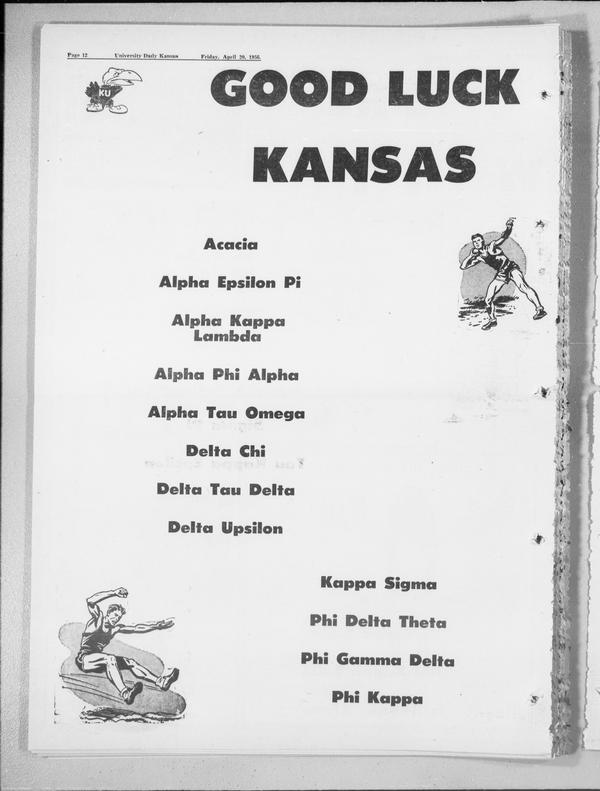 Page 12 University Daily Kansan Friday, April 20, 1956.
KU
GOOD LUCK
KANSAS
Acacia
Alpha Epsilon Pi
Alpha Kappa
Lambda
Alpha Phi Alpha
Alpha Tau Omega
Delta Chi
Delta Tau Delta
Delta Upsilon
Kappa Sigma
Phi Delta Theta
Phi Gamma Delta
Phi Kappa